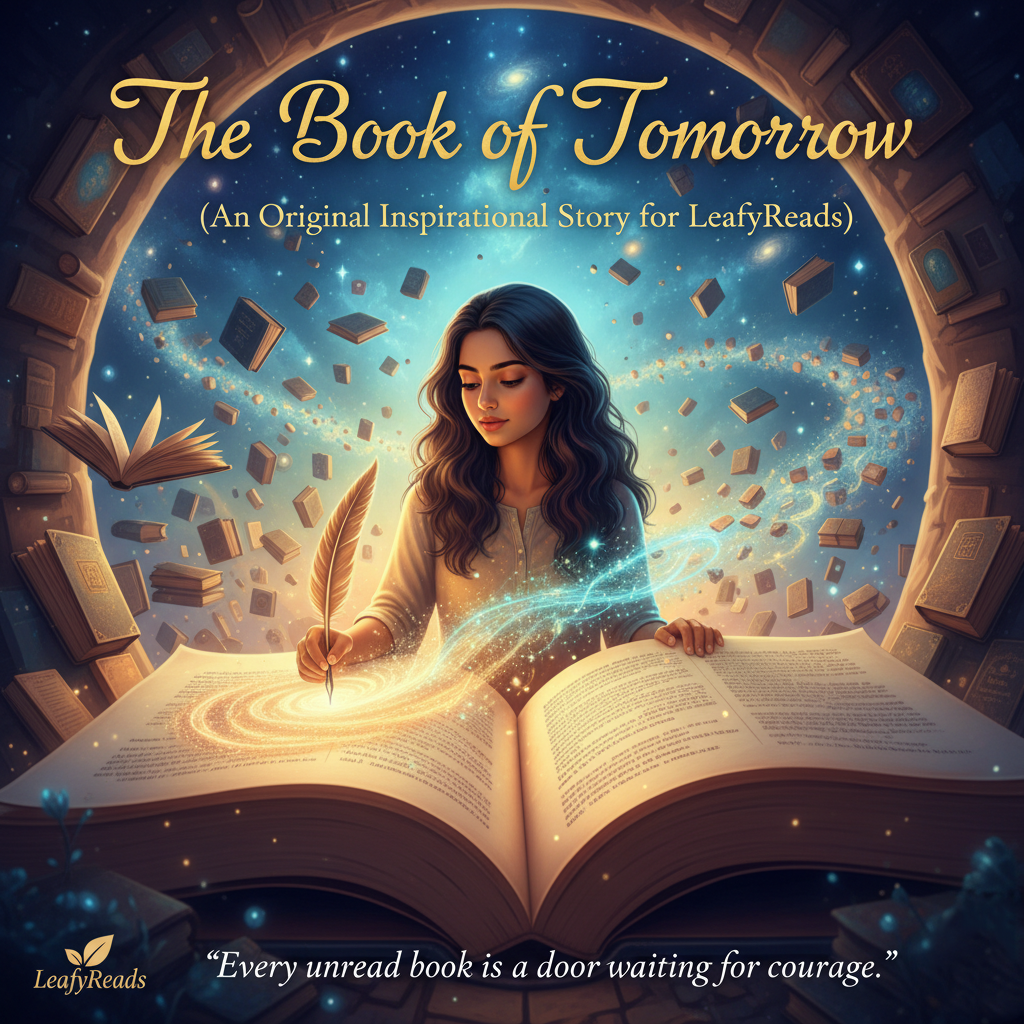 The Book of Tomorrow
(An Original Inspirational Story for LeafyReads)
LeafyReads
“Every unread book is a door waiting for courage.”